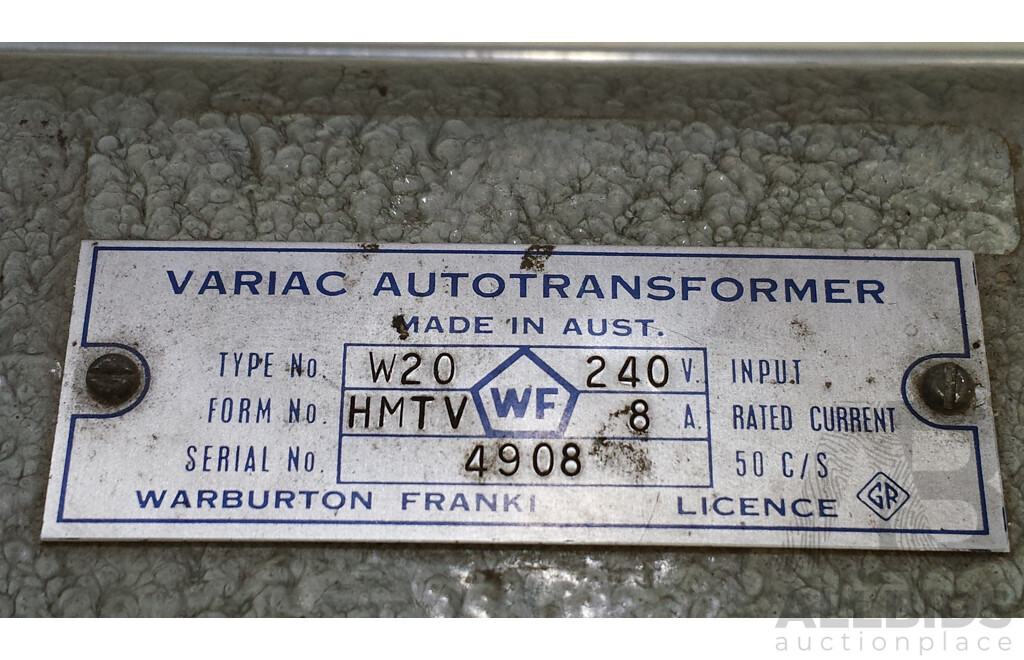 VARIAC AUTOTRANSFORMER
MADE IN AUST.
TYPE No. W20 240 V. INPUT
WF
FORM No HMTV 8 A. RATED CURRENT
SERIAL No. 4908 50 C/S
WARBURTON FRANKI LICENCE GR
ALLBIDS
auctionplace